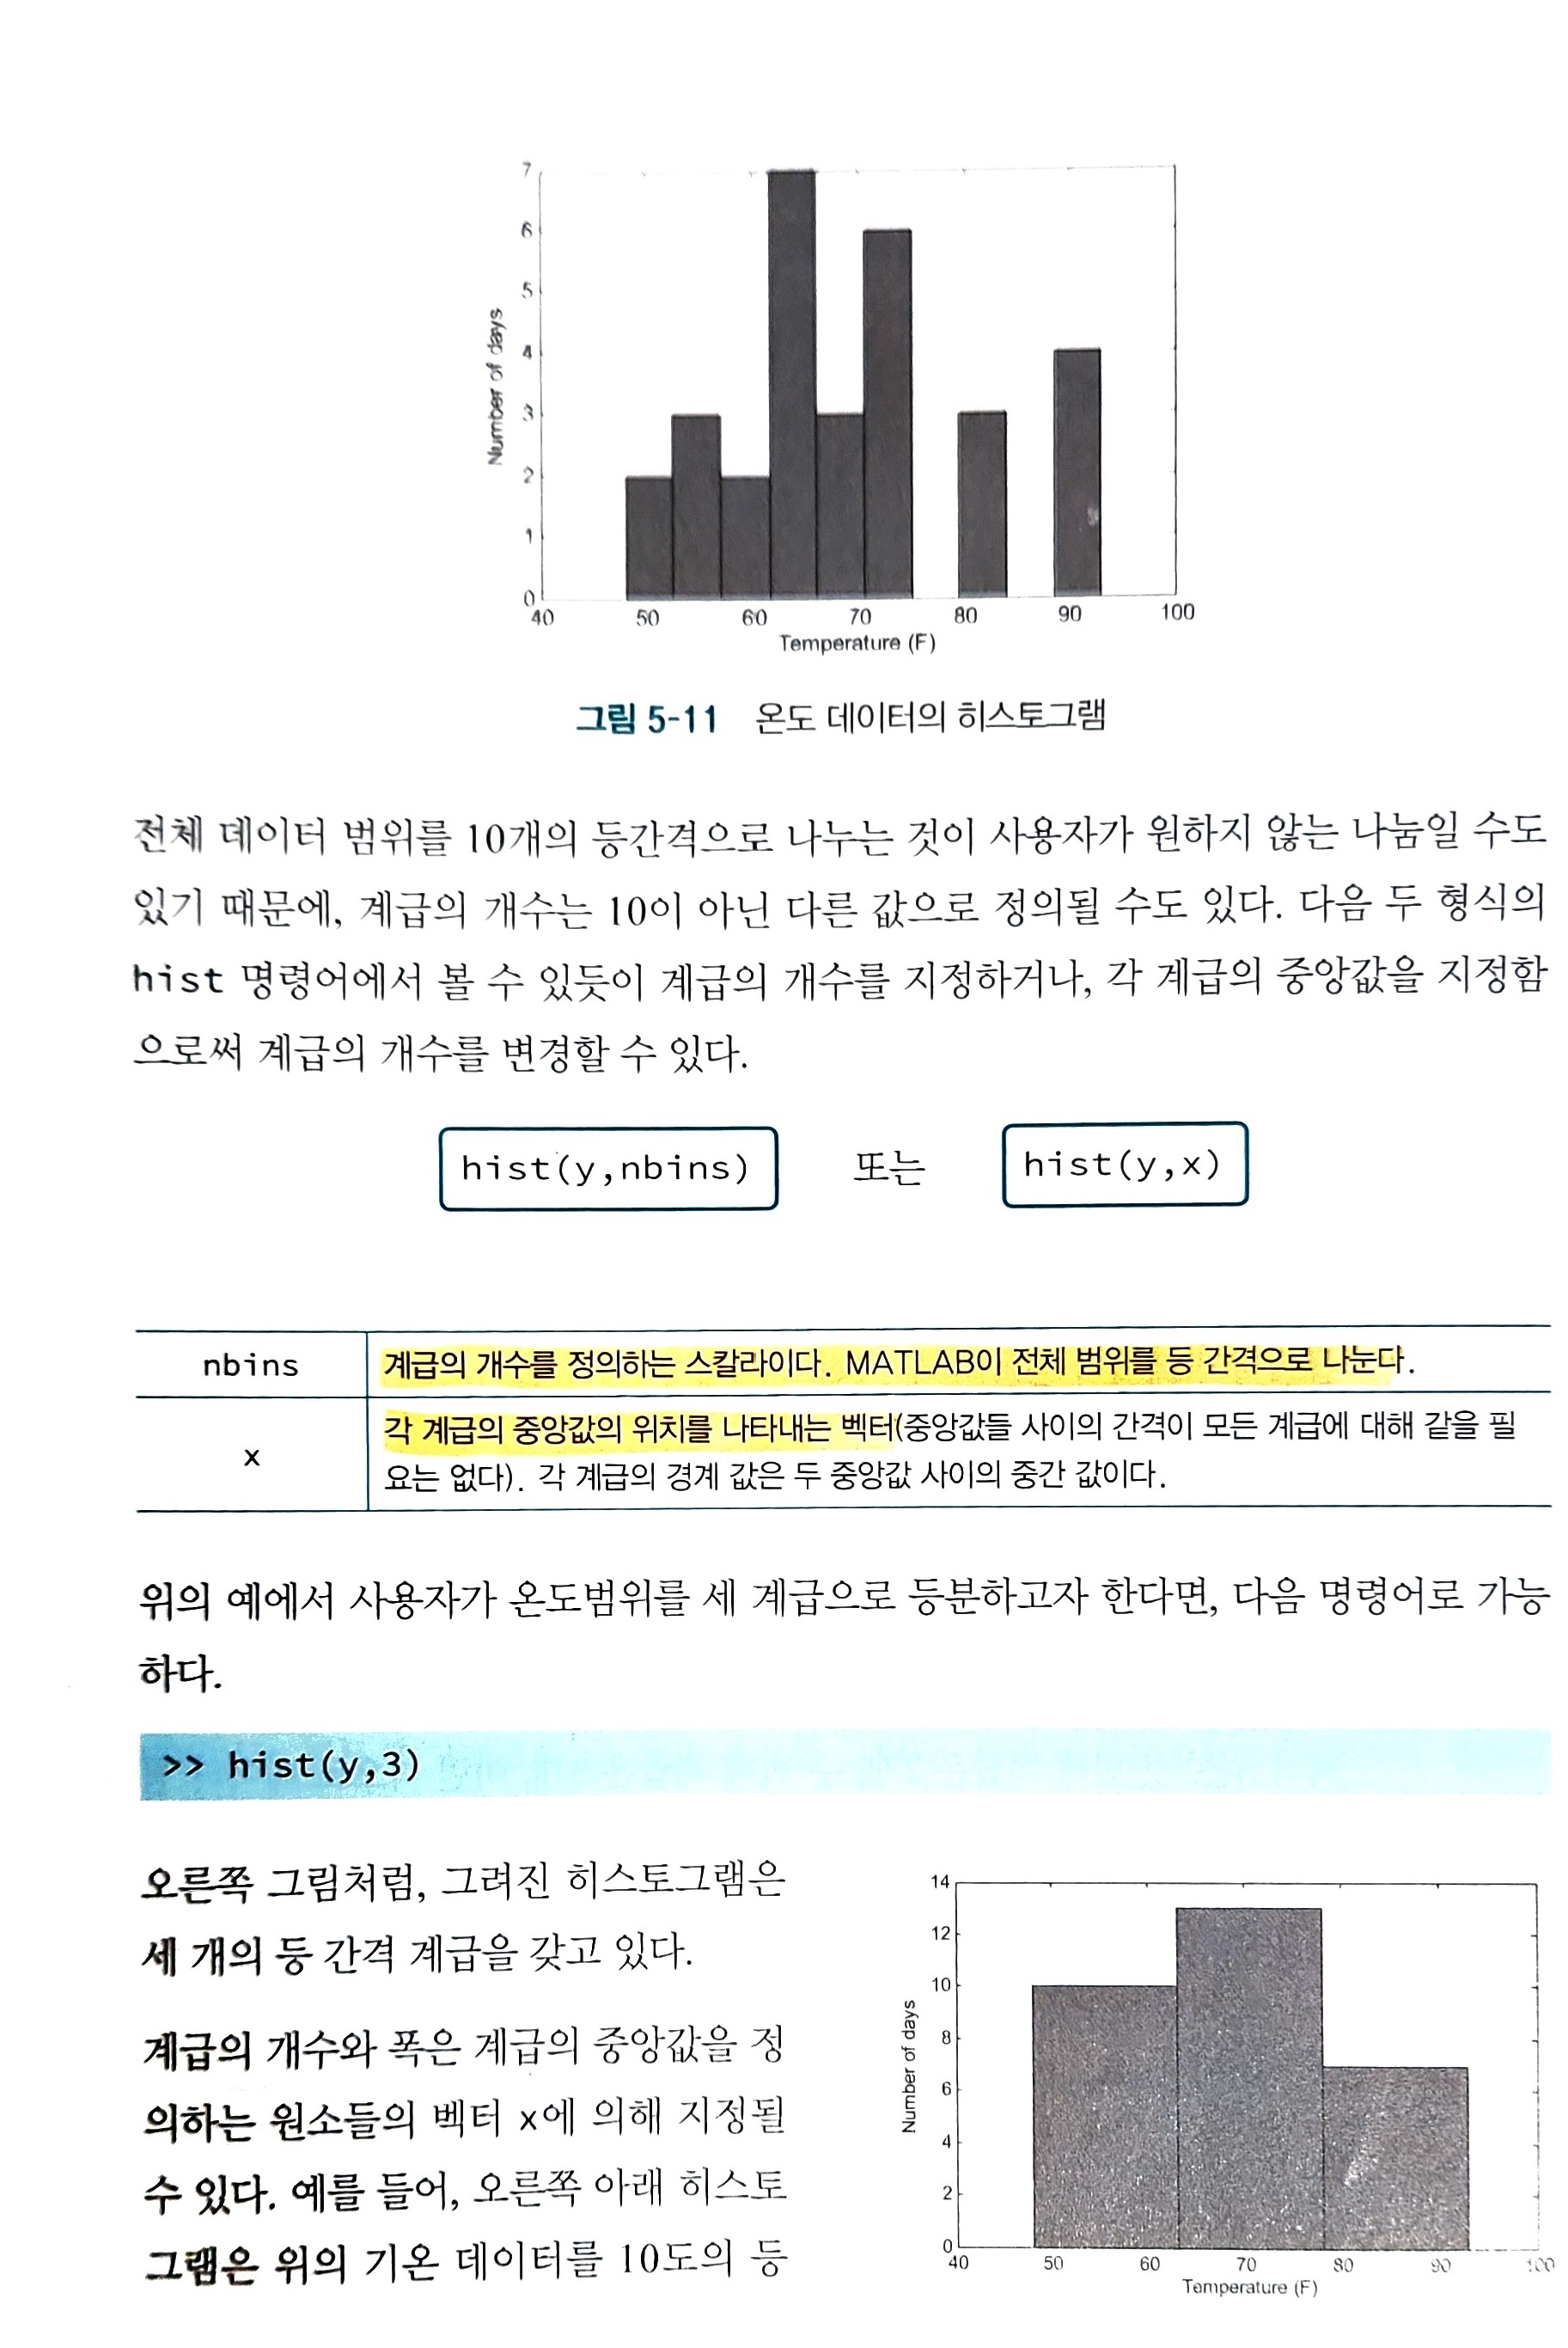 7
6
5
4
3
2
1
0
Number of days
40 50 60 70 80 90 100
Temperature (F)
그림 5-11 온도 데이터의 히스토그램
전체 데이터 범위를 10개의 등간격으로 나누는 것이 사용자가 원하지 않는 나눔일 수도
있기 때문에, 계급의 개수는 10이 아닌 다른 값으로 정의될 수도 있다. 다음 두 형식의
hist 명령어에서 볼 수 있듯이 계급의 개수를 지정하거나, 각 계급의 중앙값을 지정함
으로써 계급의 개수를 변경할 수 있다.
hist(y,nbins) 또는 hist(y,x)
nbins 계급의 개수를 정의하는 스칼라이다. MATLAB이 전체 범위를 등 간격으로 나눈다.
x 각 계급의 중앙값의 위치를 나타내는 벡터(중앙값들 사이의 간격이 모든 계급에 대해 같을 필
요는 없다). 각 계급의 경계 값은 두 중앙값 사이의 중간 값이다.
위의 예에서 사용자가 온도범위를 세 계급으로 등분하고자 한다면, 다음 명령어로 가능
하다.
>> hist(y,3)
오른쪽 그림처럼, 그려진 히스토그램은
세 개의 등 간격 계급을 갖고 있다.
계급의 개수와 폭은 계급의 중앙값을 정
의하는 원소들의 벡터 x에 의해 지정될
수 있다. 예를 들어, 오른쪽 아래 히스토
그램은 위의 기온 데이터를 10도의 등
14
12
10
8
6
4
2
0
Number of days
40 50 60 70 80 90 100
Temperature (F)